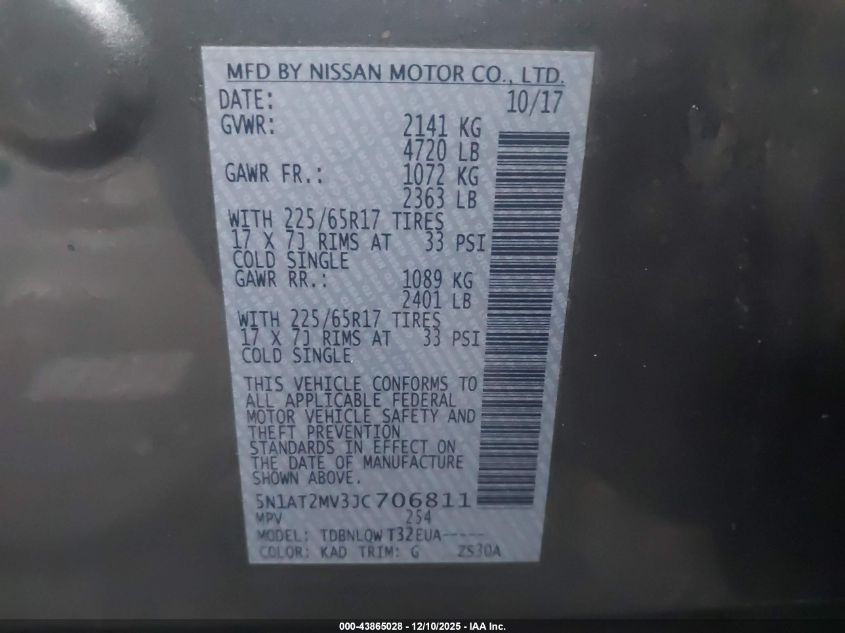 MFD BY NISSAN MOTOR CO., LTD.
DATE: 10/17
GVWR: 2141 KG
4720 LB
GAWR FR.: 1072 KG
2363 LB
WITH 225/65R17 TIRES
17 X 7J RIMS AT 33 PSI
COLD SINGLE
GAWR RR.: 1089 KG
2401 LB
WITH 225/65R17 TIRES
17 X 7J RIMS AT 33 PSI
COLD SINGLE
THIS VEHICLE CONFORMS TO
ALL APPLICABLE FEDERAL
MOTOR VEHICLE SAFETY AND
THEFT PREVENTION
STANDARDS IN EFFECT ON
THE DATE OF MANUFACTURE
SHOWN ABOVE.
5N1AT2MV3JC706811
MPV 254
MODEL: TDBNLQW T32EUA-----
COLOR: KAD TRIM: G ZS30A
000-43865028 - 12/10/2025 - IAA Inc.